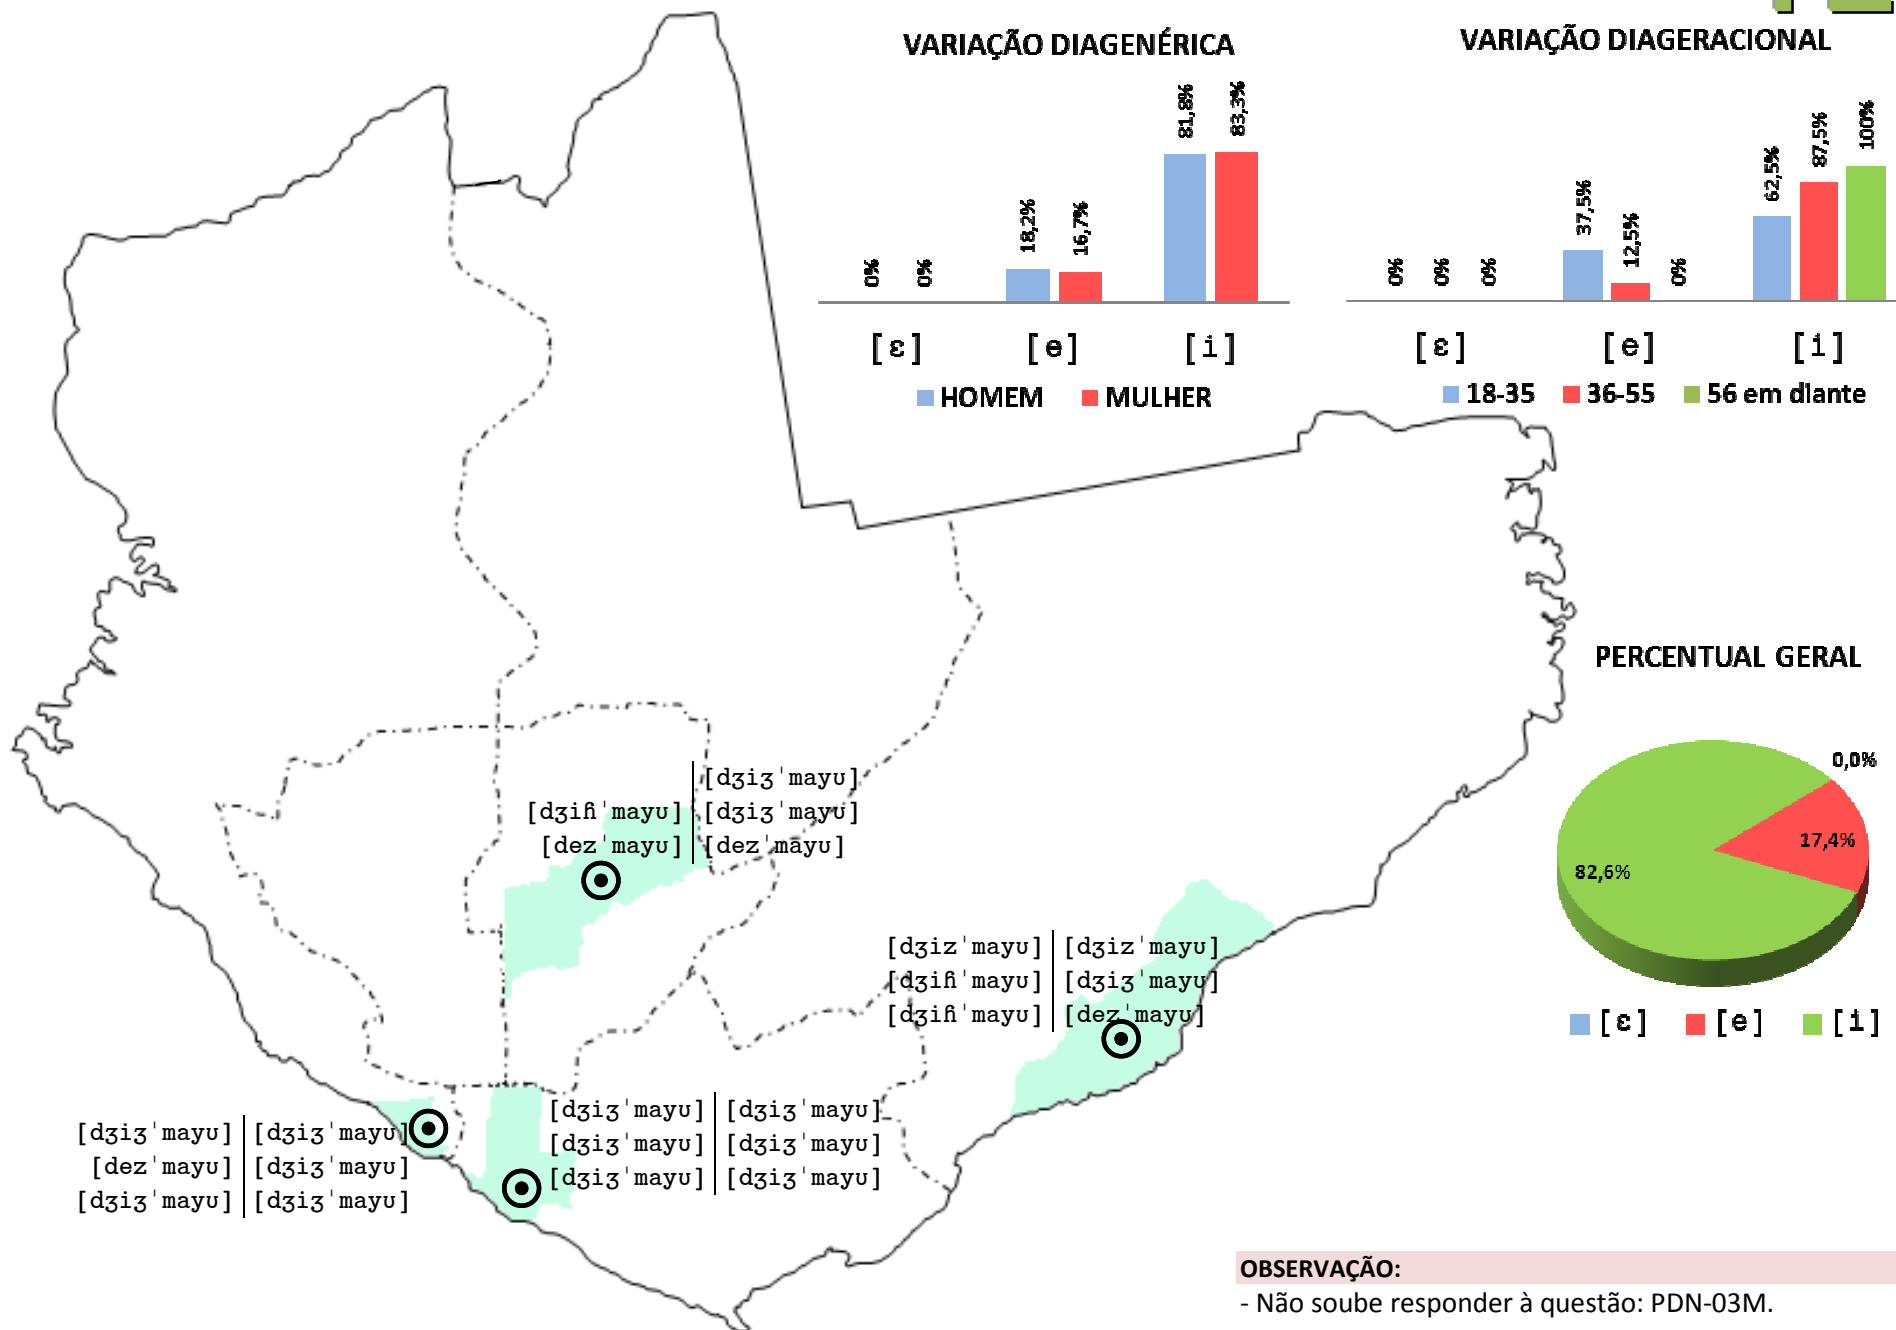 VARIAÇÃO DIAGENÉRICA
0% 0% 18,2% 16,7% 81,8% 83,3%
[ɛ] [e] [i]
HOMEM MULHER
VARIAÇÃO DIAGERACIONAL
0% 0% 0% 37,5% 12,5% 0% 62,5% 87,5% 100%
[ɛ] [e] [i]
18-35 36-55 56 em diante
PERCENTUAL GERAL
0,0%
17,4%
82,6%
[ɛ] [e] [i]
[dʒiʒˈmayʊ]
[dʒiɦˈmayʊ] [dʒiʒˈmayʊ]
[dezˈmayʊ] [dezˈmãyʊ]
[dʒizˈmayʊ] [dʒizˈmayʊ]
[dʒiɦˈmayʊ] [dʒiʒˈmayʊ]
[dʒiɦˈmayʊ] [dezˈmayʊ]
[dʒiʒˈmayʊ] [dʒiʒˈmayʊ]
[dezˈmayʊ] [dʒiʒˈmayʊ]
[dʒiʒˈmayʊ] [dʒiʒˈmayʊ]
[dʒiʒˈmayʊ] [dʒiʒˈmayʊ]
[dʒiʒˈmayʊ] [dʒiʒˈmayʊ]
[dʒiʒˈmayʊ] [dʒiʒˈmayʊ]
OBSERVAÇÃO:
- Não soube responder à questão: PDN-03M.